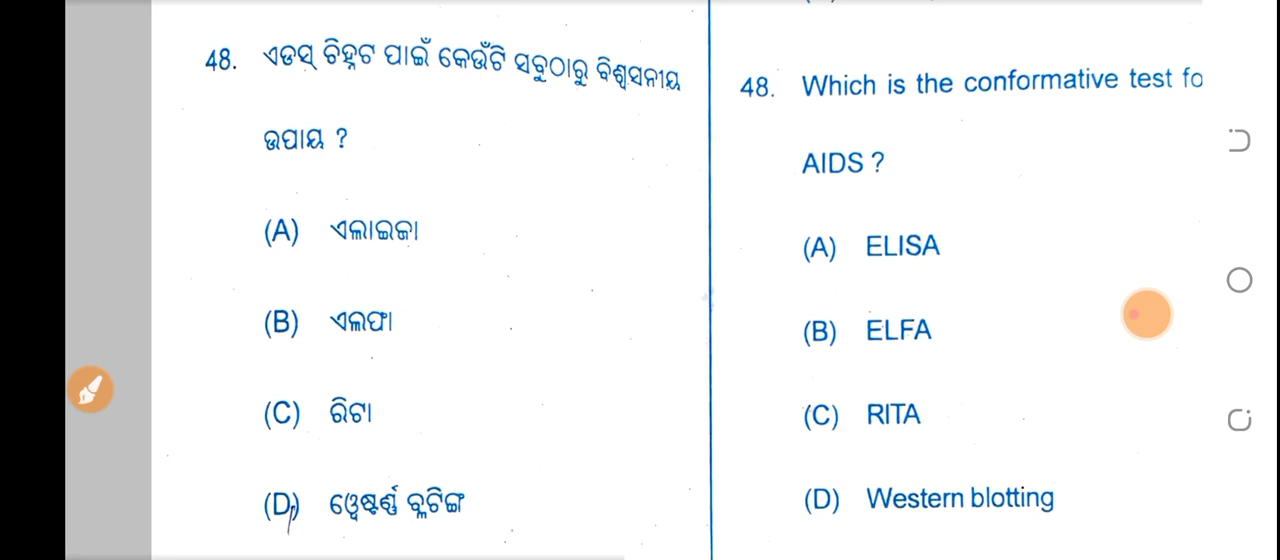 48. ଏଡସ୍ ଚିହ୍ନଟ ପାଇଁ କେଉଁଟି ସବୁଠାରୁ ବିଶ୍ୱସନୀୟ
ଉପାୟ ?
(A) ଏଲାଇଜା
(B) ଏଲଫା
(C) ରିଟା
(D) ୱେଷ୍ଟର୍ଣ୍ଣ ବ୍ଲଟିଙ୍ଗ
48. Which is the conformative test fo
AIDS ?
(A) ELISA
(B) ELFA
(C) RITA
(D) Western blotting